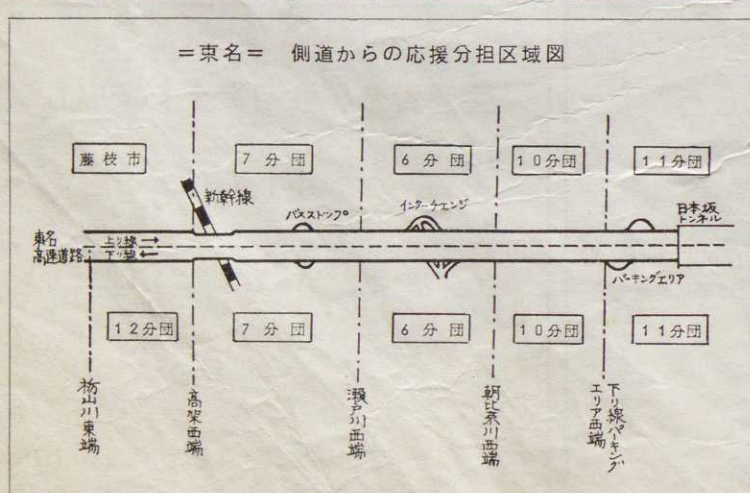 =東名= 側道からの応援分担区域図
藤枝市
7分団
6分団
10分団
11分団
新幹線
バスストップ
インターチェンジ
日本坂
トンネル
東名
高速道路
上り線→
下り線←
パーキングエリア
12分団
7分団
6分団
10分団
11分団
栃山川東端
高架西端
瀬戸川西端
朝比奈川西端
下り線パーキング
エリア西端